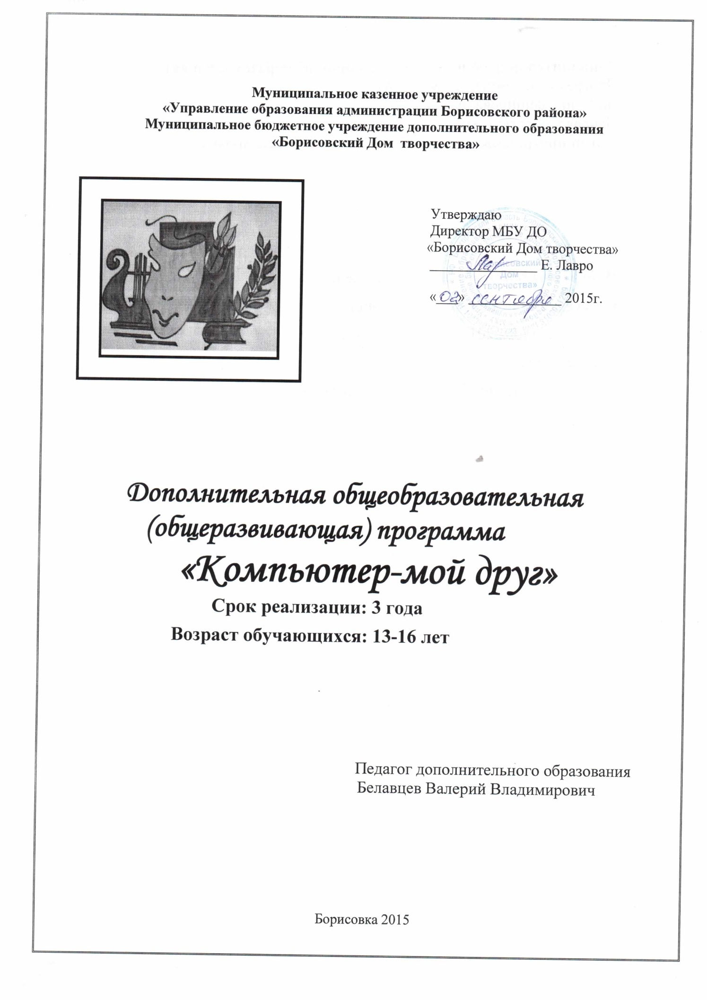 Муниципальное казенное учреждение
«Управление образования администрации Борисовского района»
Муниципальное бюджетное учреждение дополнительного образования
«Борисовский Дом творчества»
Утверждаю
Директор МБУ ДО
«Борисовский Дом творчества»
Е. Лавро
«02» сентября 2015г.
Борисовский
Дом
творчества»
Дополнительная общеобразовательная
(общеразвивающая) программа
«Компьютер-мой друг»
Срок реализации: 3 года
Возраст обучающихся: 13-16 лет
Педагог дополнительного образования
Белавцев Валерий Владимирович
Борисовка 2015